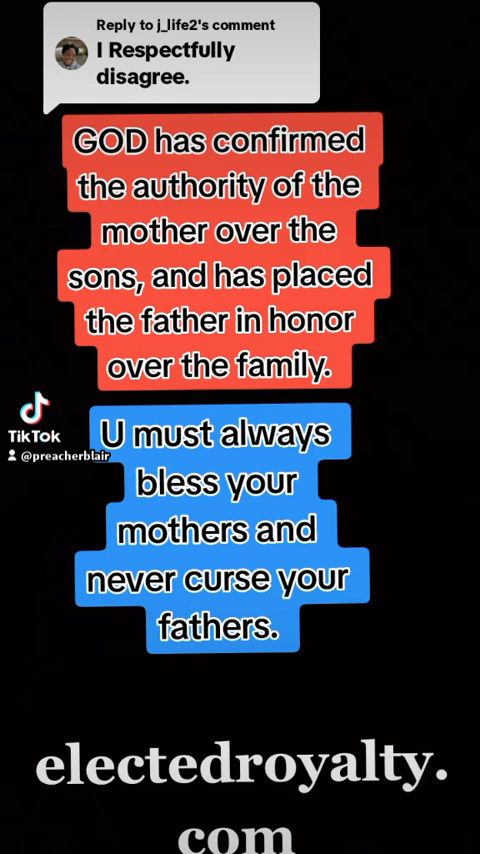 Reply to j_life2's comment
I Respectfully
disagree.
GOD has confirmed
the authority of the
mother over the
sons, and has placed
the father in honor
over the family.
TikTok
@preacherblair
U must always
bless your
mothers and
never curse your
fathers.
electedroyalty.
com